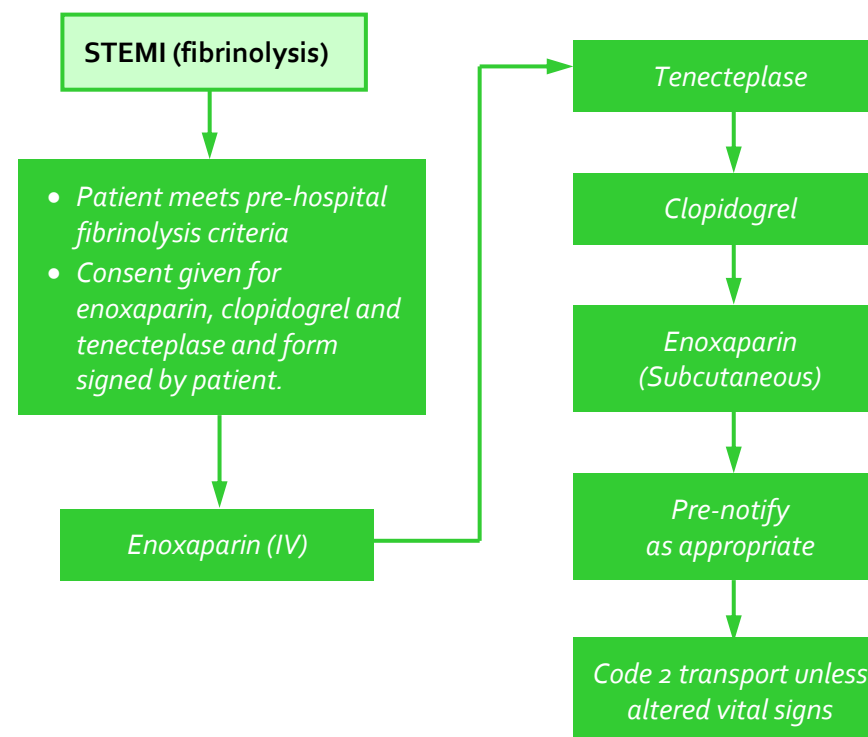 STEMI (fibrinolysis)
• Patient meets pre-hospital
fibrinolysis criteria
• Consent given for
enoxaparin, clopidogrel and
tenecteplase and form
signed by patient.
Enoxaparin (IV)
Tenecteplase
Clopidogrel
Enoxaparin
(Subcutaneous)
Pre-notify
as appropriate
Code 2 transport unless
altered vital signs